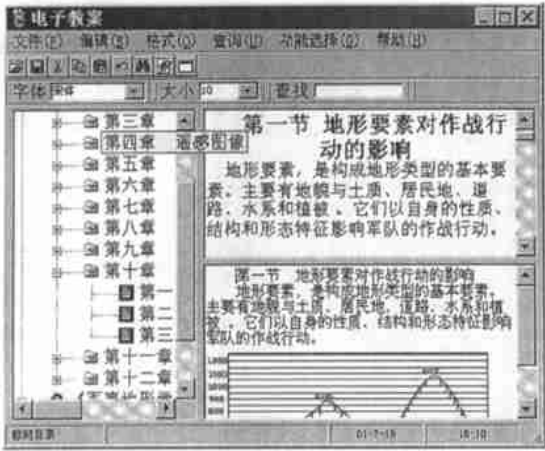 电子教案
文件(F) 编辑(E) 格式(O) 查询(U) 功能选择(Q) 帮助(B)
字体 宋体 大小 10 查找
第三章
第四章 遥感图像
第五章
第六章
第七章
第八章
第九章
第十章
第一
第二
第三
第十一章
第十二章
第一节 地形要素对作战行
动的影响
地形要素，是构成地形类型的基本要
素。主要有地貌与土质、居民地、道
路、水系和植被。它们以自身的性质、
结构和形态特征影响军队的作战行动。
第一节 地形要素对作战行动的影响
地形要素，是构成地形类型的基本要素。
主要有地貌与土质、居民地、道路、水系和植
被。它们以自身的性质、结构和形态特征影响
军队的作战行动。
01-7-18